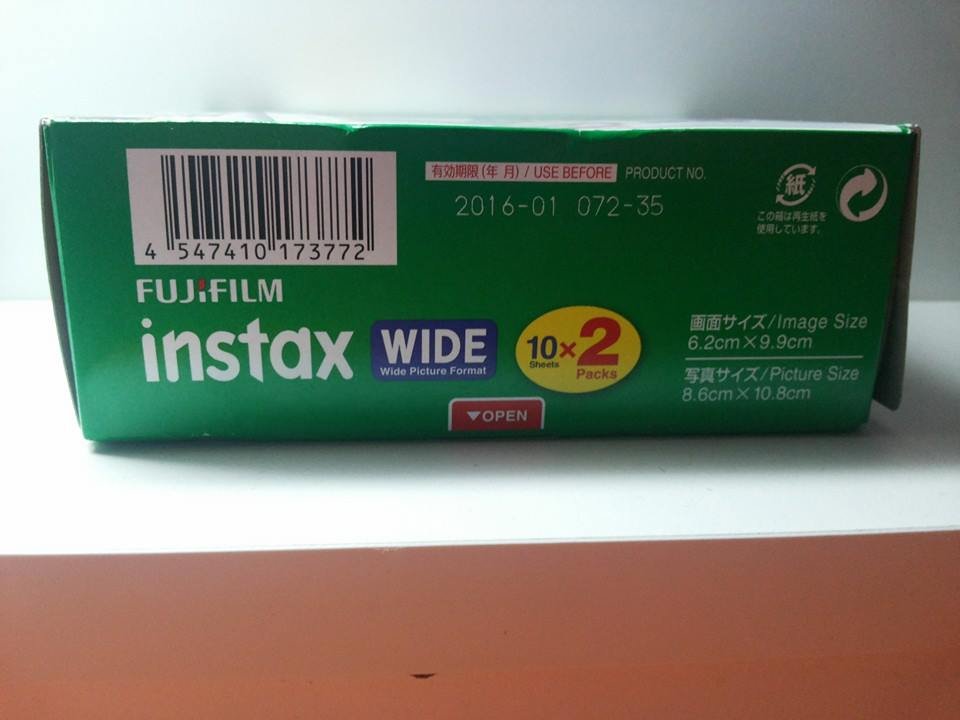 4 547410 173772
有効期限(年 月) / USE BEFORE PRODUCT NO.
2016-01 072-35
紙
この箱は再生紙を
使用しています。
FUJIFILM
instax WIDE
Wide Picture Format
10×2
Sheets Packs
画面サイズ/Image Size
6.2cm×9.9cm
写真サイズ/Picture Size
8.6cm×10.8cm
▼OPEN